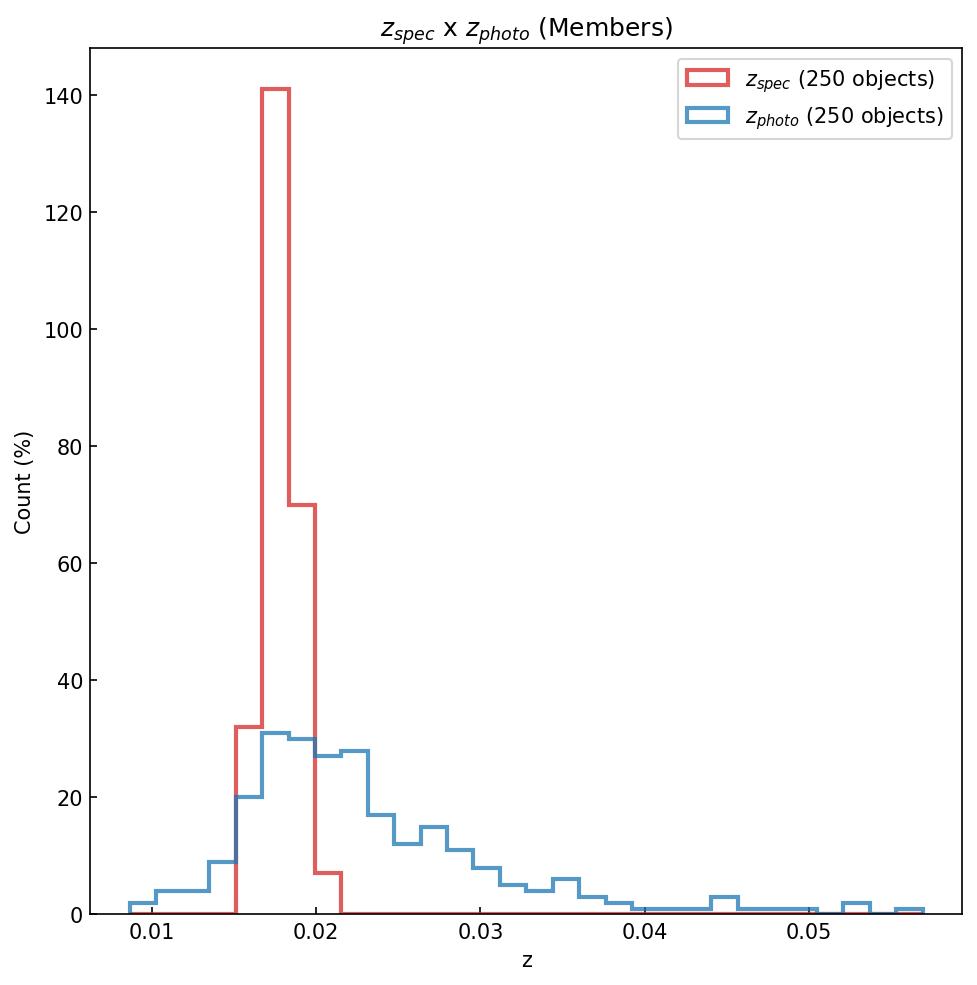 z_spec x z_photo (Members)
z_spec (250 objects)
z_photo (250 objects)
Count (%)
140
120
100
80
60
40
20
0
0.01 0.02 0.03 0.04 0.05
z